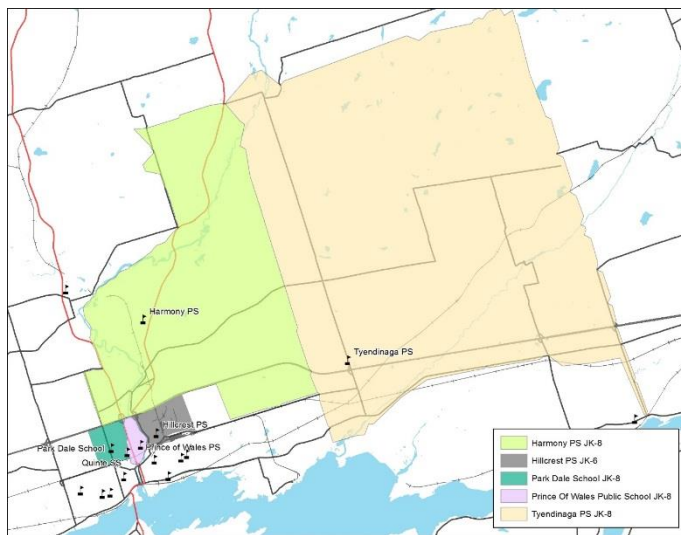 Harmony PS
Tyendinaga PS
Hillcrest PS
Park Dale School
Prince of Wales PS
Quinte SS
Harmony PS JK-8
Hillcrest PS JK-6
Park Dale School JK-8
Prince Of Wales Public School JK-8
Tyendinaga PS JK-8